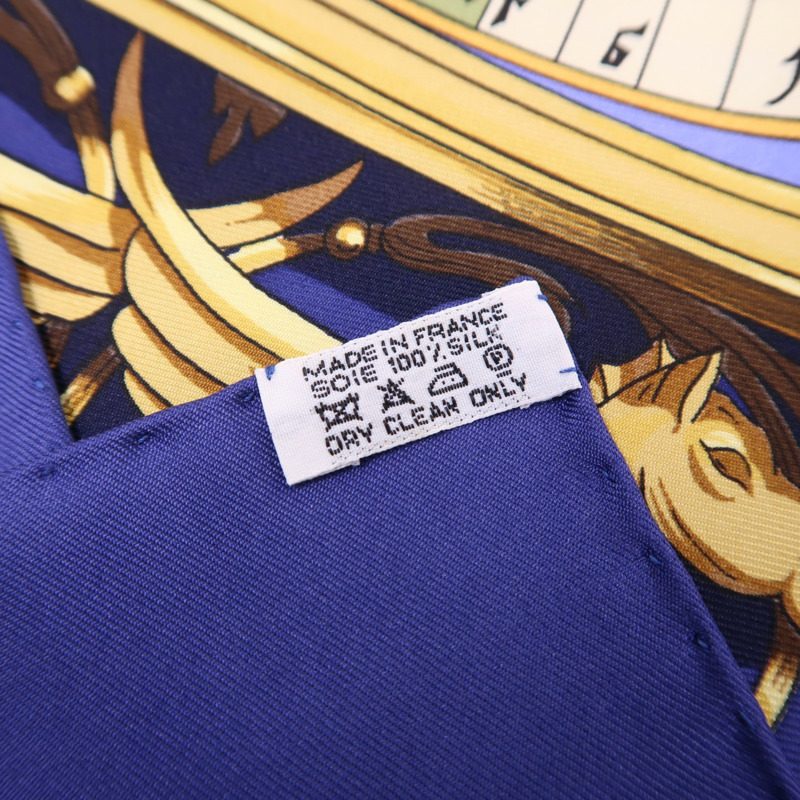 MADE IN FRANCE
SOIE 100% SILK
P
DRY CLEAN ONLY